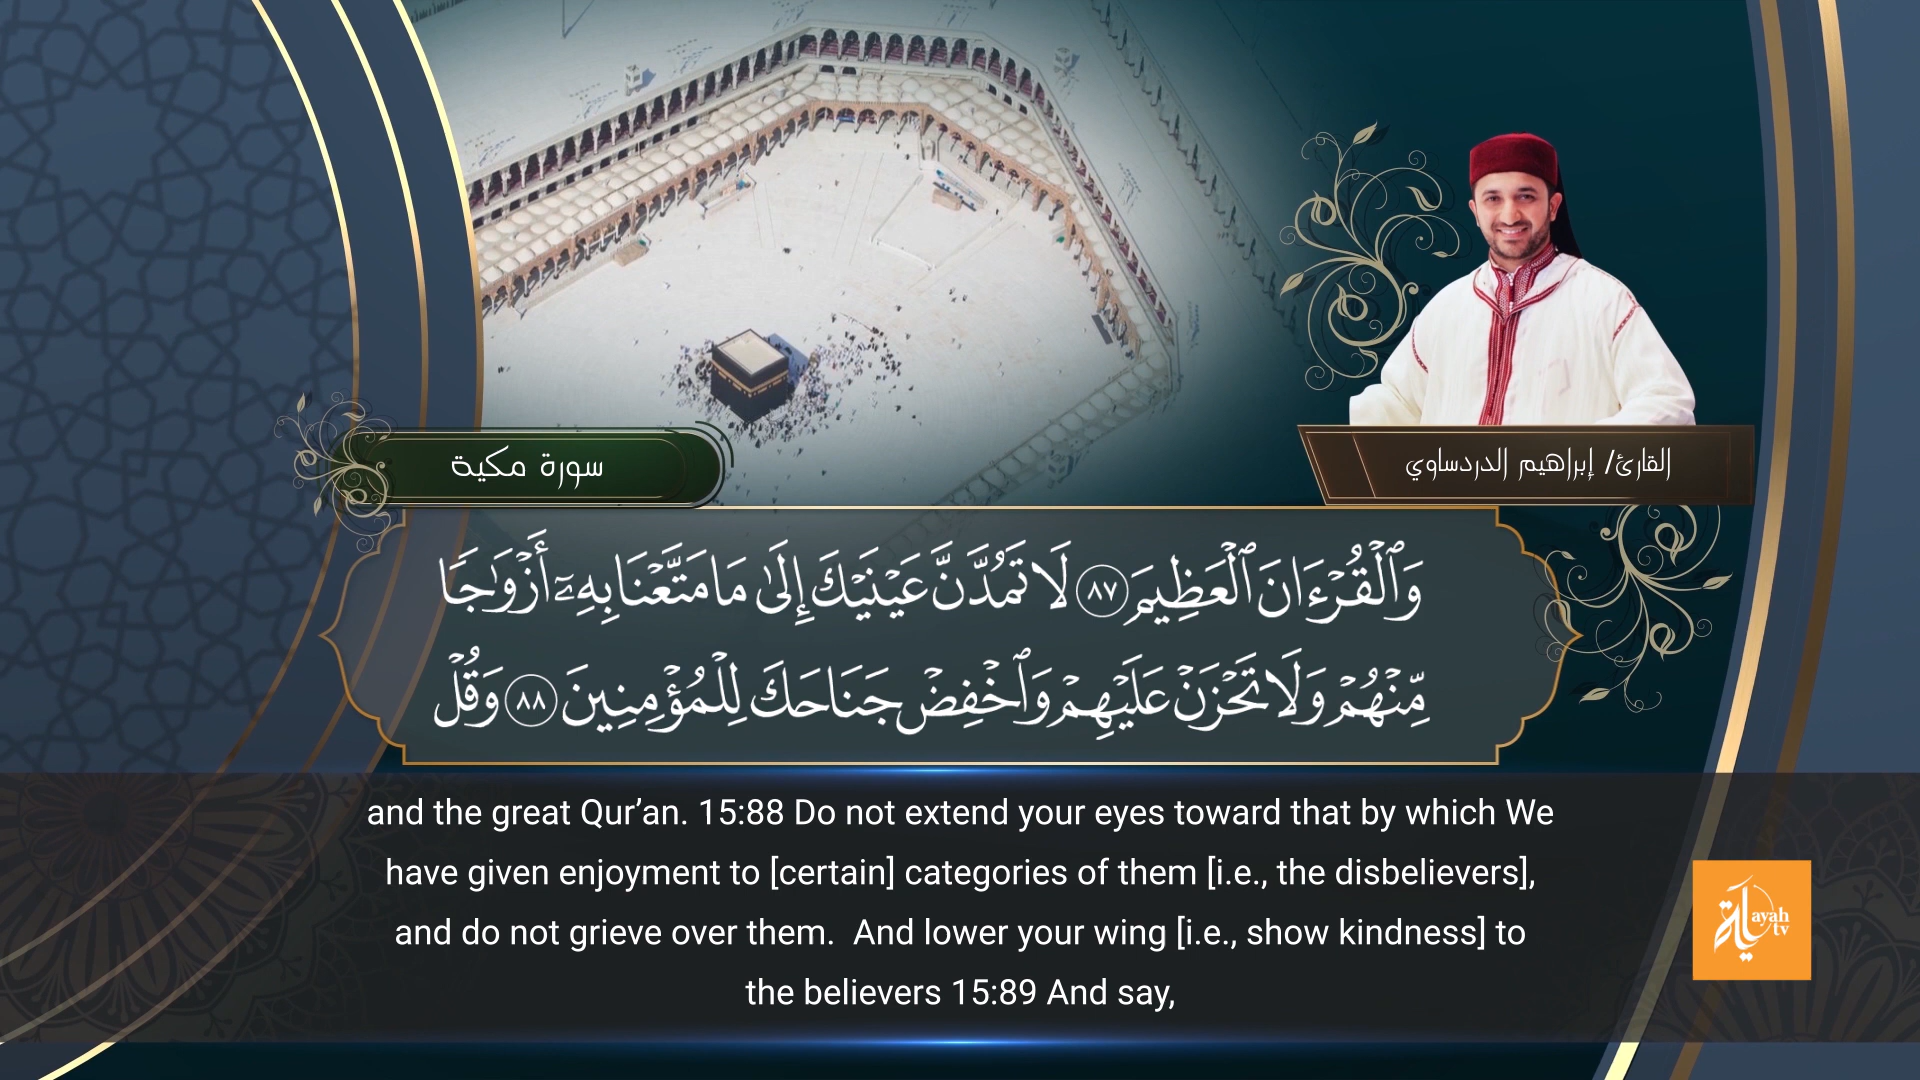 القارئ/ إبراهيم الدردساوي
سورة مكية
وَٱلْقُرْءَانَ ٱلْعَظِيمَ ٨٧ لَا تَمُدَّنَّ عَيْنَيْكَ إِلَىٰ مَا مَتَّعْنَا بِهِۦٓ أَزْوَٰجًا
مِّنْهُمْ وَلَا تَحْزَنْ عَلَيْهِمْ وَٱخْفِضْ جَنَاحَكَ لِلْمُؤْمِنِينَ ٨٨ وَقُلْ
and the great Qur’an. 15:88 Do not extend your eyes toward that by which We
have given enjoyment to [certain] categories of them [i.e., the disbelievers],
and do not grieve over them.  And lower your wing [i.e., show kindness] to
the believers 15:89 And say,
آية
ayah
tv